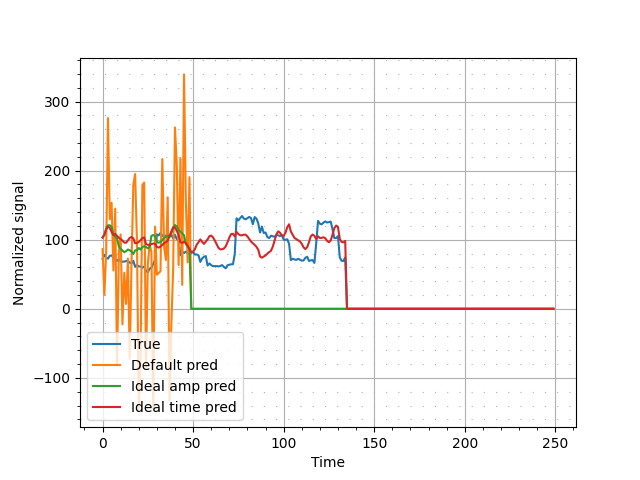 300
200
100
0
−100
Normalized signal
True
Default pred
Ideal amp pred
Ideal time pred
0 50 100 150 200 250
Time